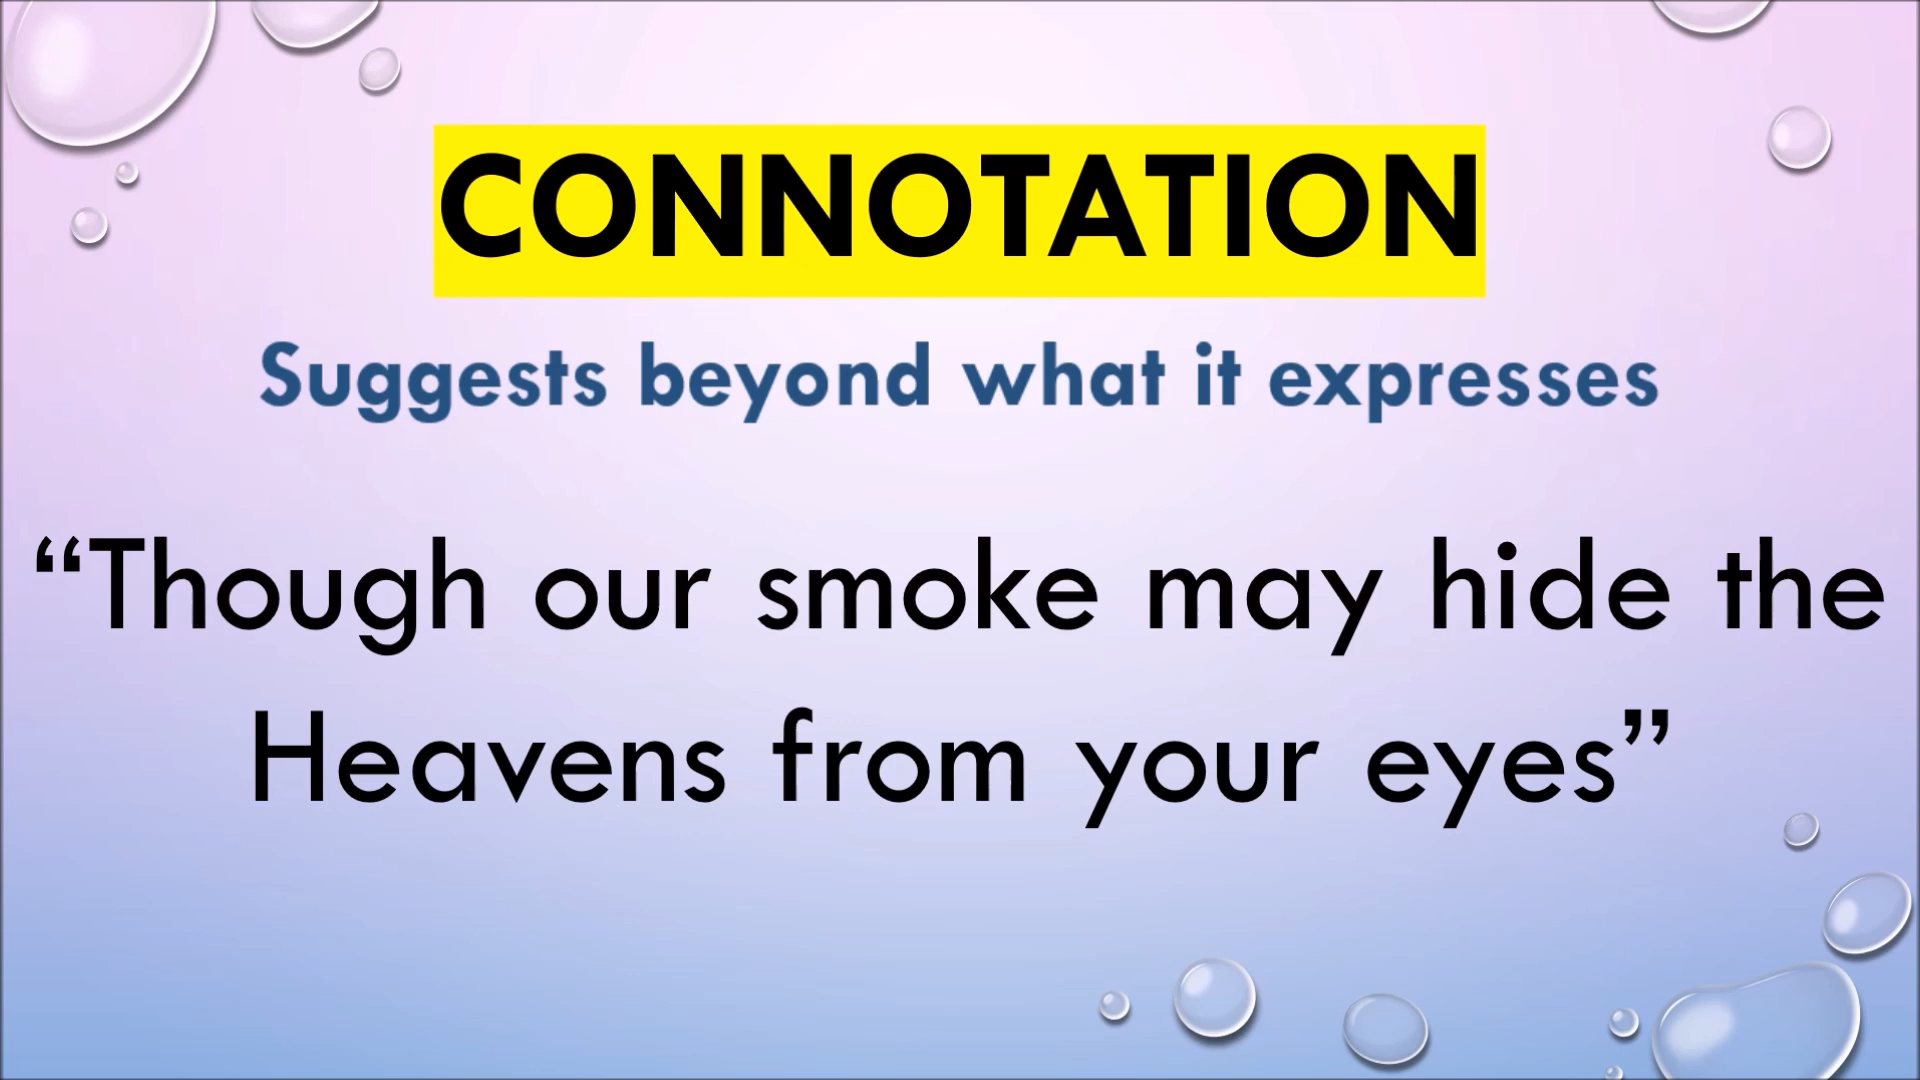 CONNOTATION
Suggests beyond what it expresses
“Though our smoke may hide the
Heavens from your eyes”